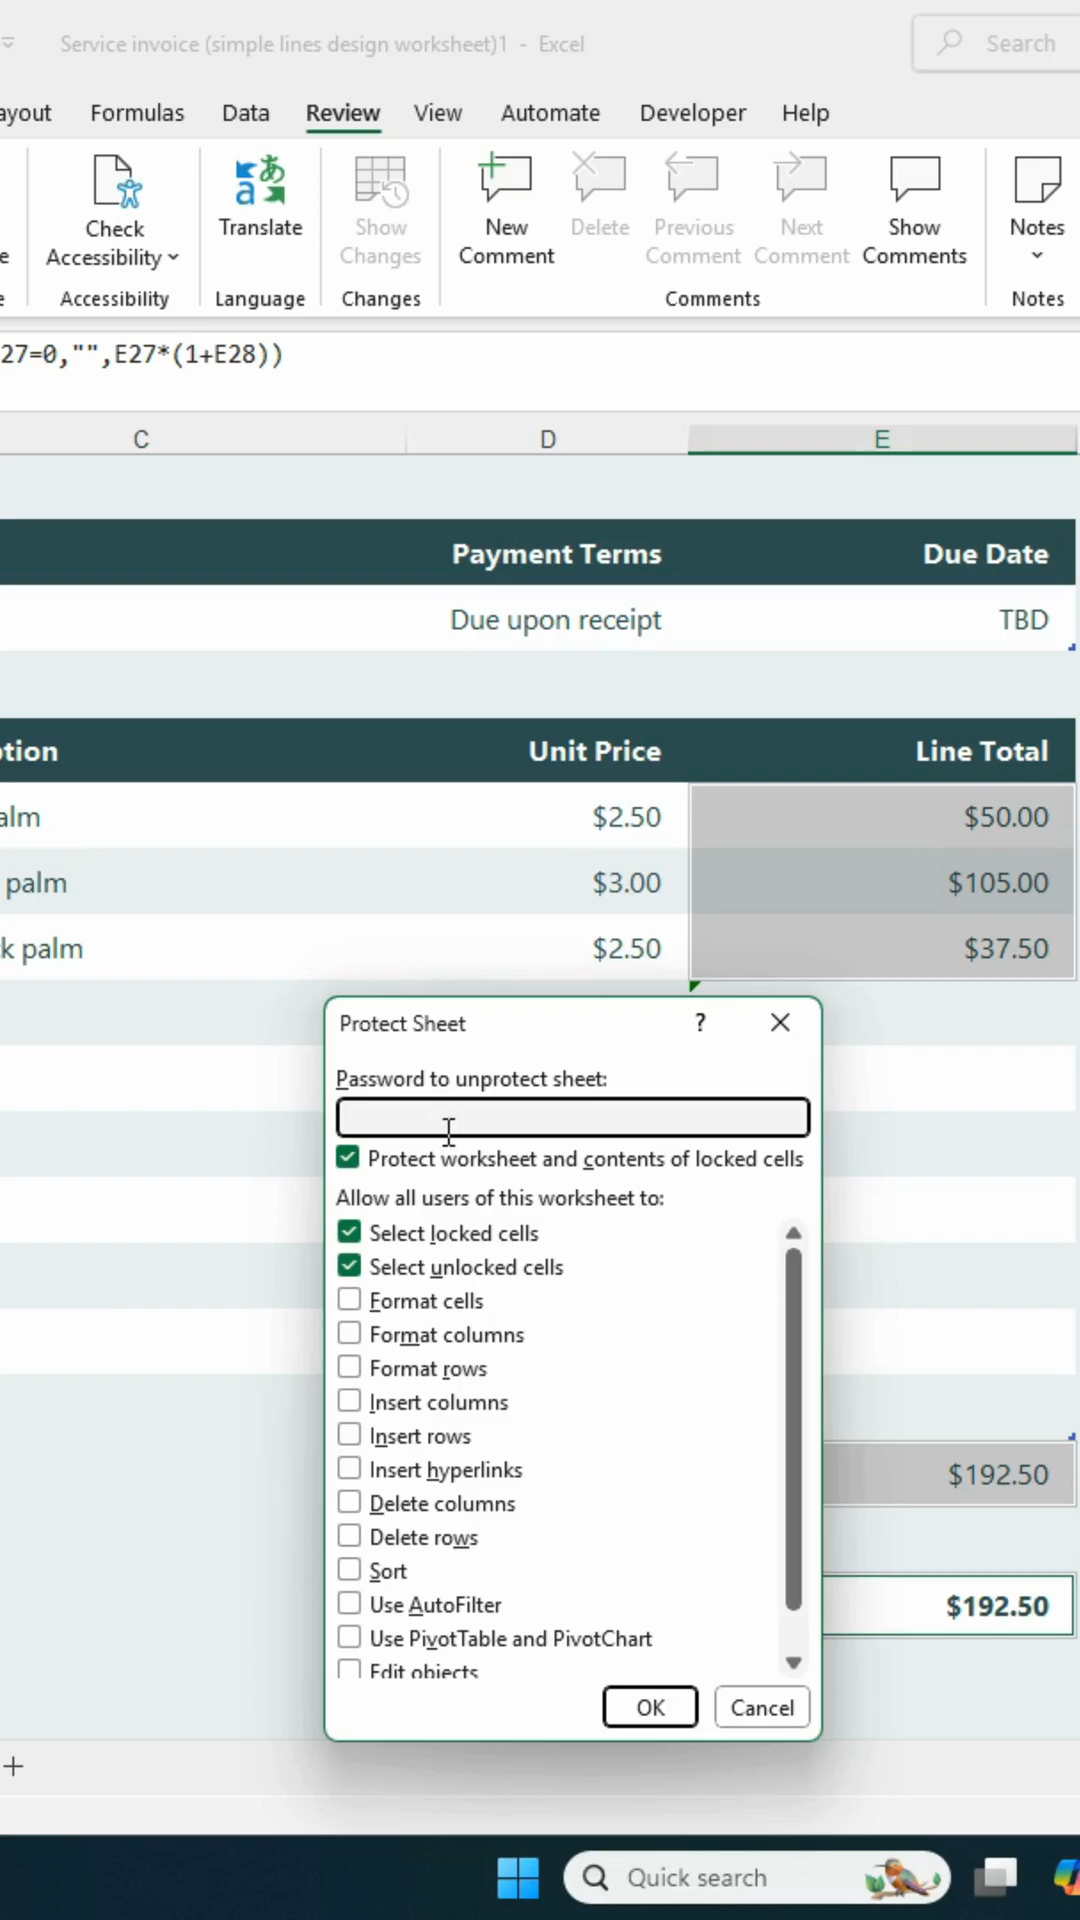 Service invoice (simple lines design worksheet)1 - Excel
Search
ayout Formulas Data Review View Automate Developer Help
Check Accessibility
Translate
Show Changes
New Comment
Delete
Previous Comment
Next Comment
Show Comments
Notes
e
Accessibility
Language
Changes
Comments
Notes
27=0,"",E27*(1+E28))
C D E
Payment Terms Due Date
Due upon receipt TBD
ption Unit Price Line Total
alm $2.50 $50.00
palm $3.00 $105.00
k palm $2.50 $37.50
Protect Sheet ?
Password to unprotect sheet:
Protect worksheet and contents of locked cells
Allow all users of this worksheet to:
Select locked cells
Select unlocked cells
Format cells
Format columns
Format rows
Insert columns
Insert rows
Insert hyperlinks
Delete columns
Delete rows
Sort
Use AutoFilter
Use PivotTable and PivotChart
Edit objects
OK Cancel
$192.50
$192.50
Quick search